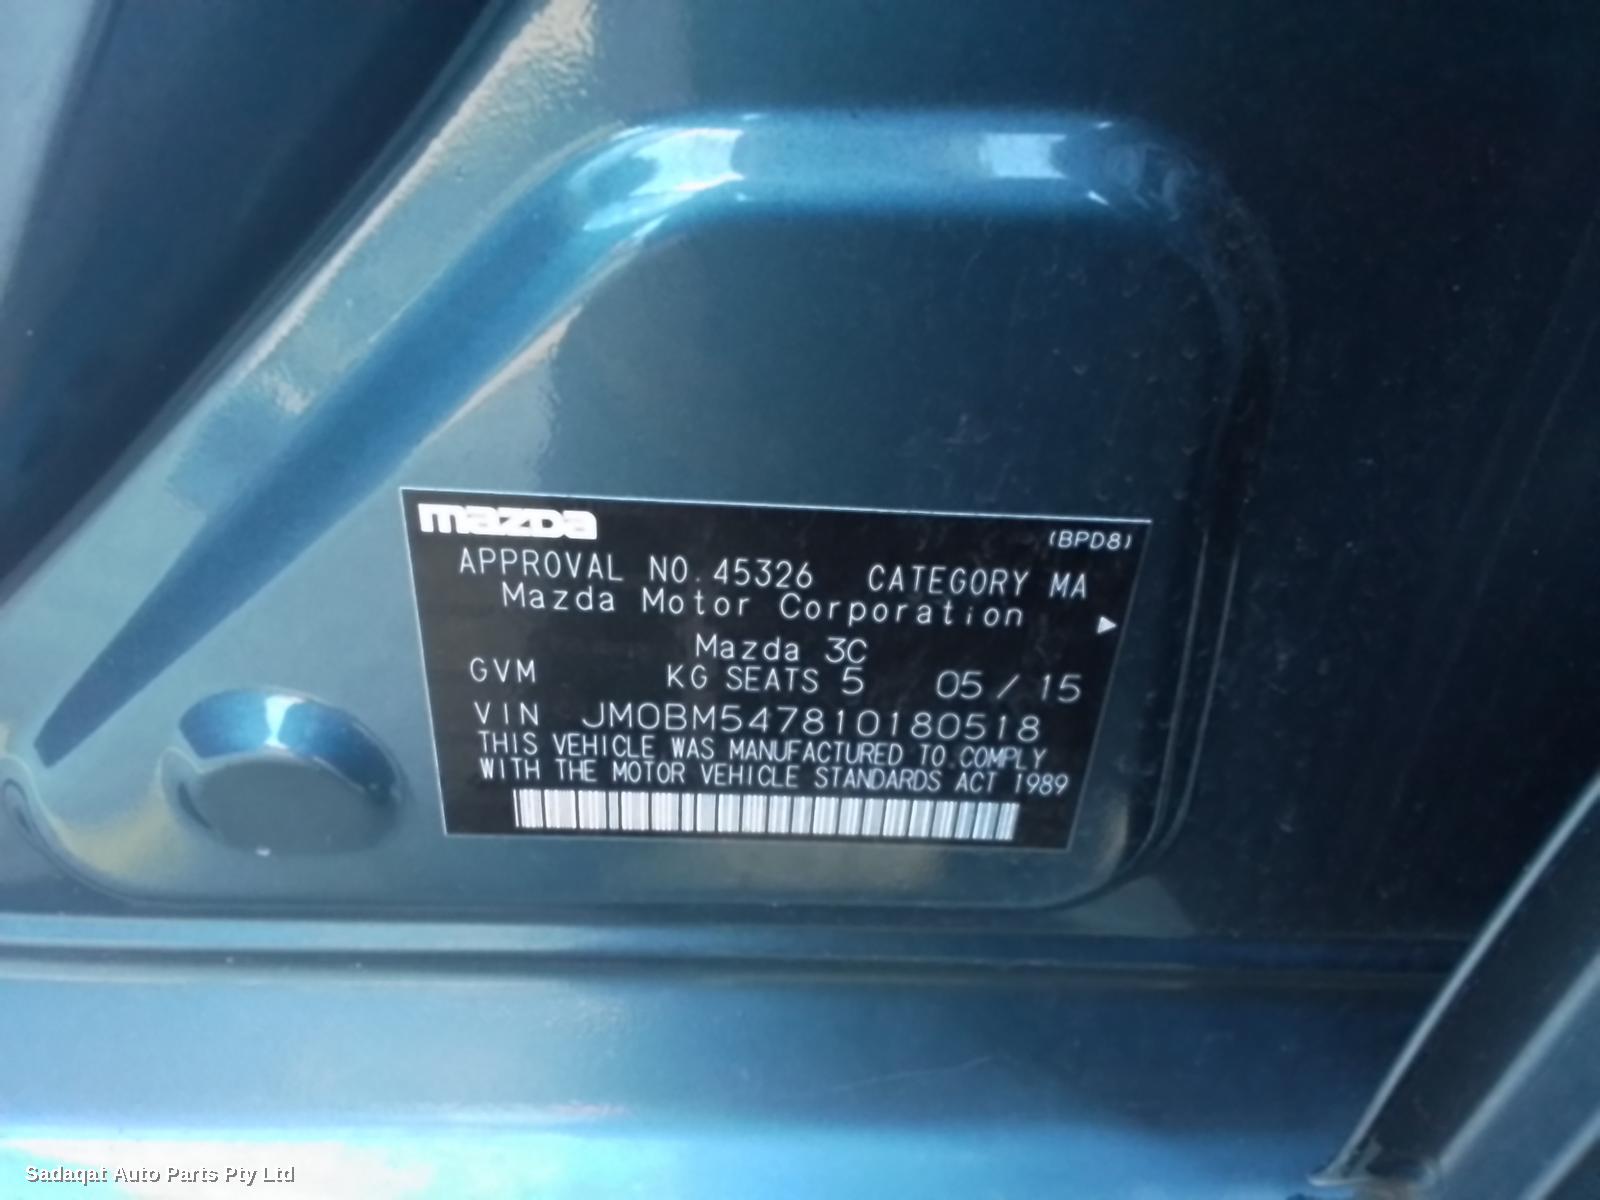 mazda
(BPD8)
APPROVAL NO. 45326 CATEGORY MA
Mazda Motor Corporation
Mazda 3C
GVM KG SEATS 5 05 / 15
VIN JM0BM547810180518
THIS VEHICLE WAS MANUFACTURED TO COMPLY
WITH THE MOTOR VEHICLE STANDARDS ACT 1989
Sadaqat Auto Parts Pty Ltd